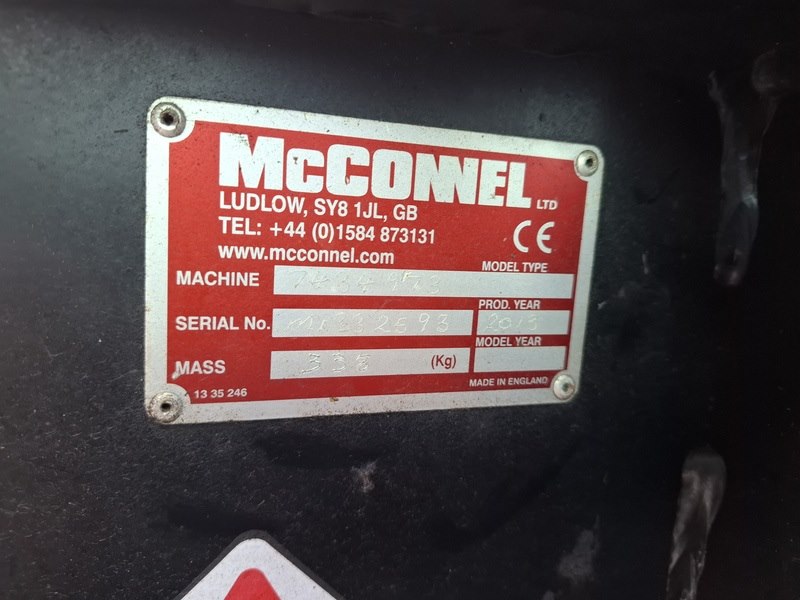 McCONNEL LTD
LUDLOW, SY8 1JL, GB
TEL: +44 (0)1584 873131
www.mcconnel.com
CE
MODEL TYPE
MACHINE
PROD. YEAR
SERIAL No.
MODEL YEAR
MASS (Kg)
13 35 246
MADE IN ENGLAND